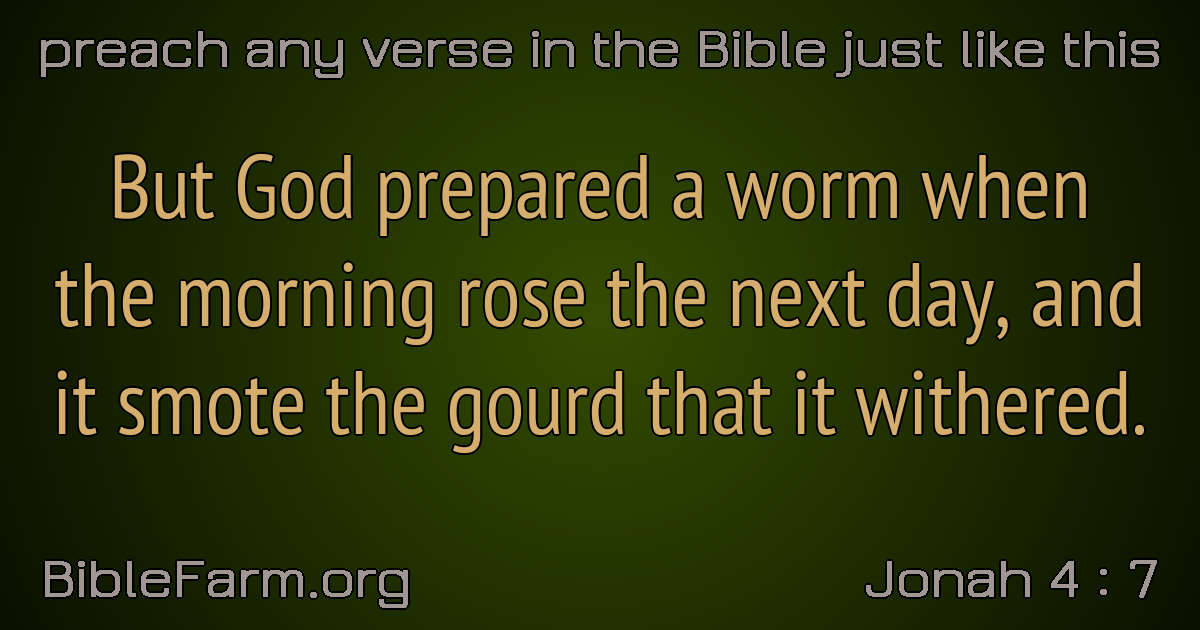 preach any verse in the Bible just like this
But God prepared a worm when
the morning rose the next day, and
it smote the gourd that it withered.
BibleFarm.org
Jonah 4 : 7